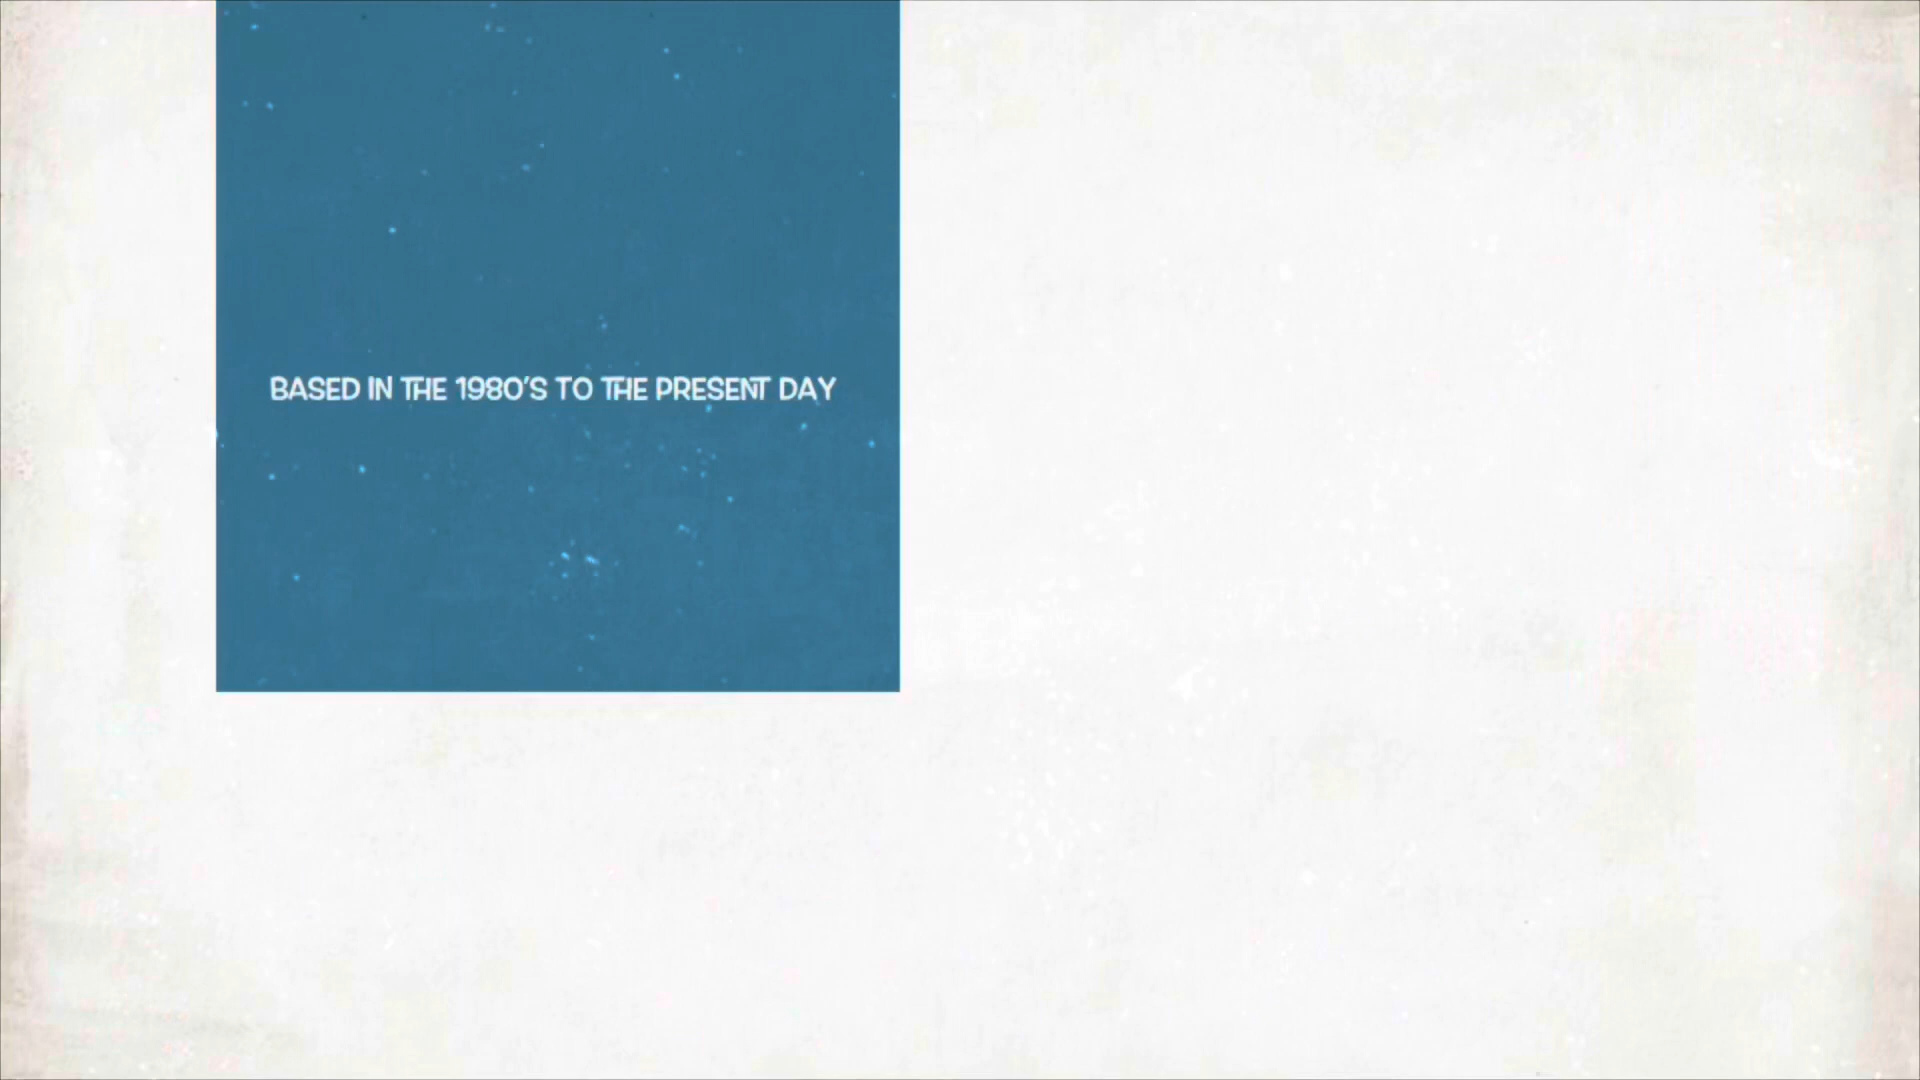 BASED IN THE 1980'S TO THE PRESENT DAY